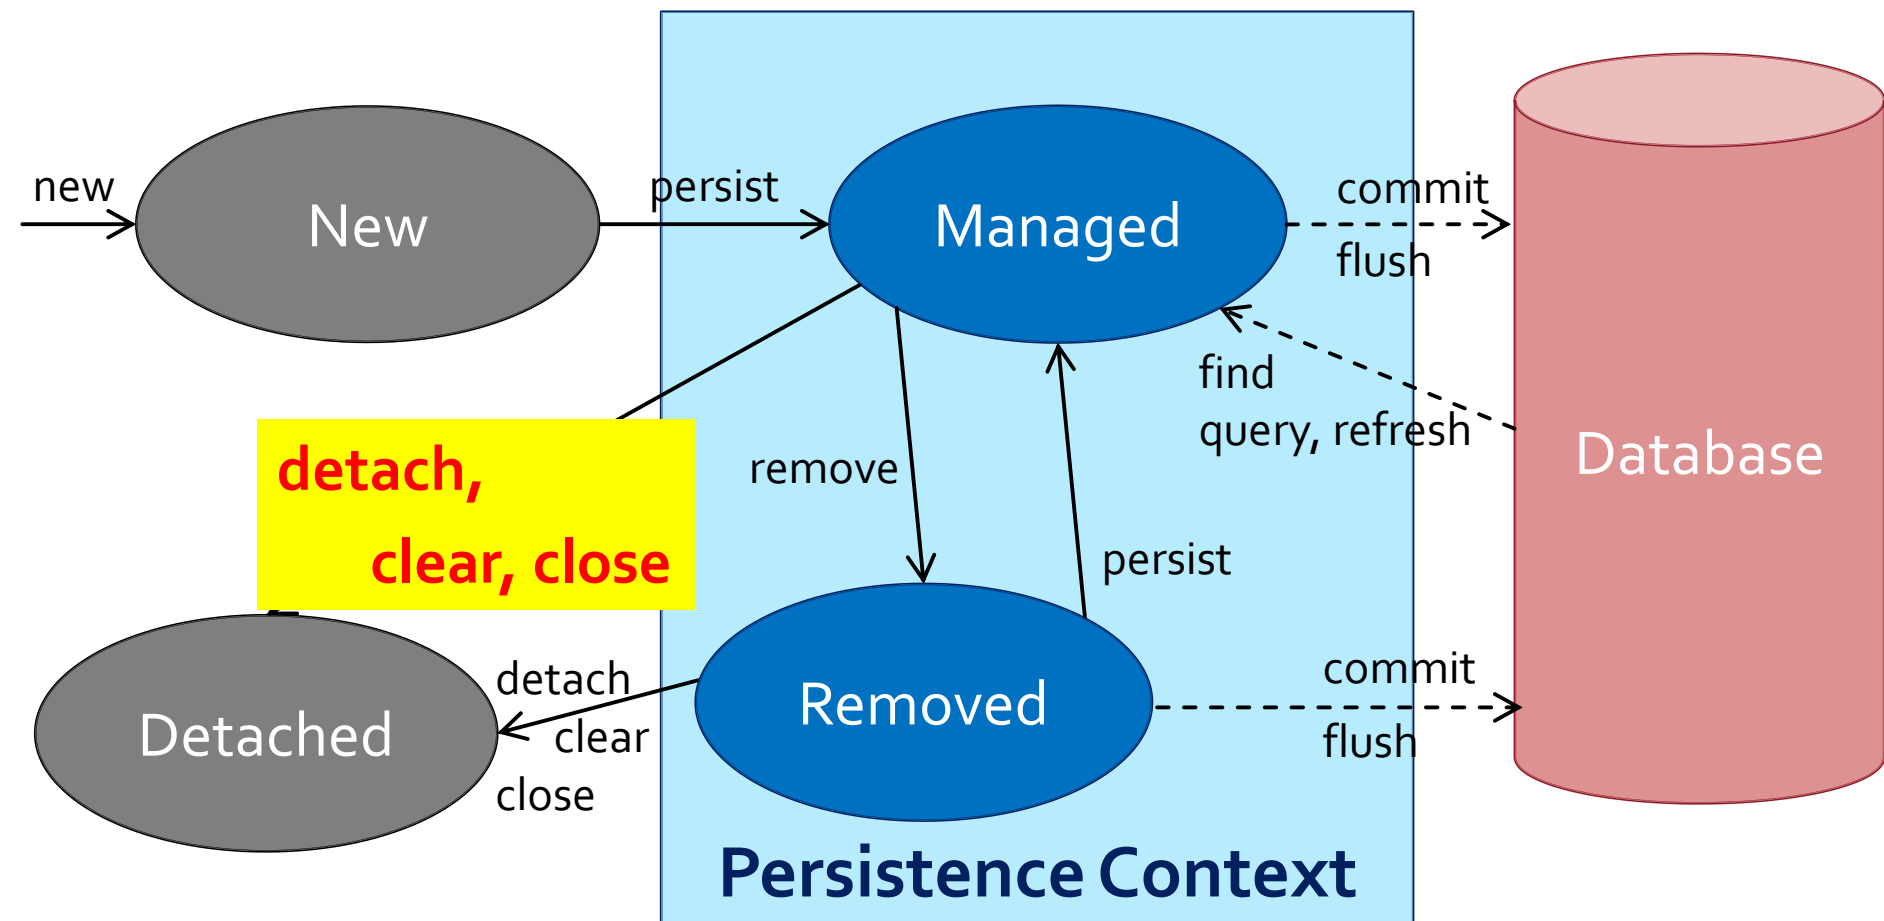 new
New
persist
Managed
commit
flush
find
query, refresh
Database
detach,
clear, close
remove
persist
Detached
detach
clear
close
Removed
commit
flush
Persistence Context